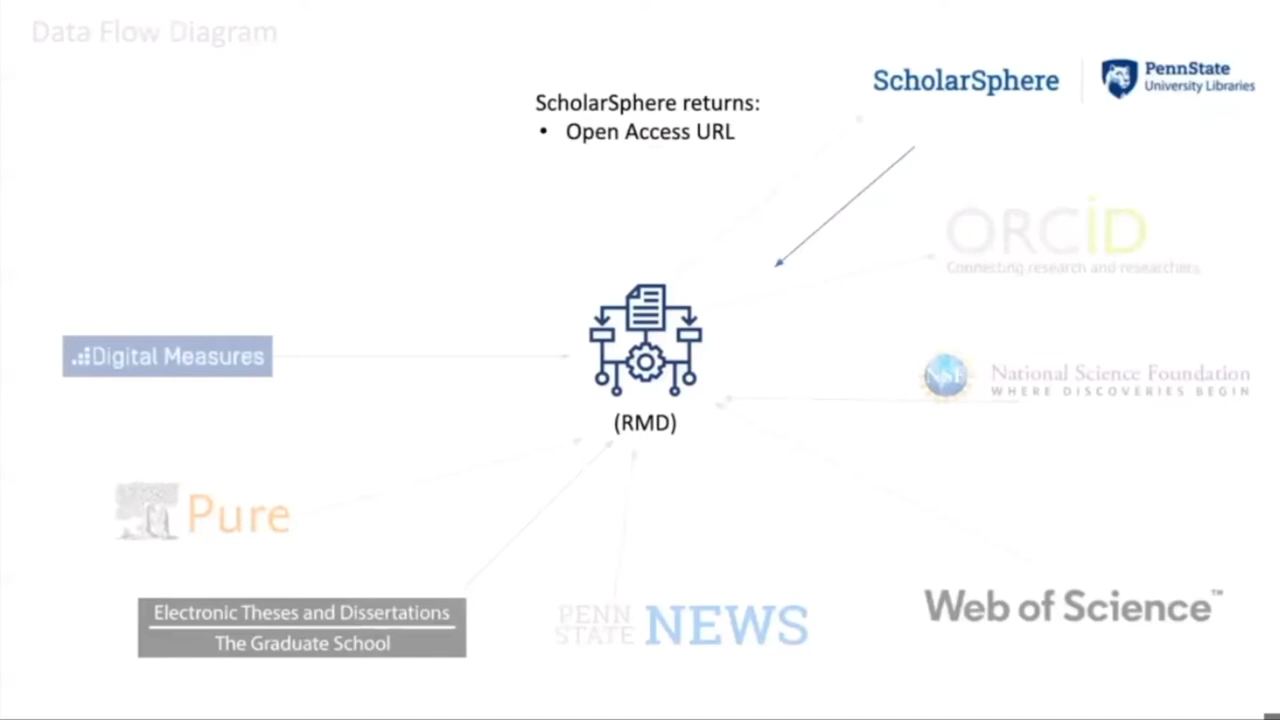 Data Flow Diagram
ScholarSphere
PennState
University Libraries
ScholarSphere returns:
• Open Access URL
ORCiD
Connecting research and researchers
.:Digital Measures
(RMD)
NSF
National Science Foundation
WHERE DISCOVERIES BEGIN
Pure
Electronic Theses and Dissertations
The Graduate School
PENN STATE NEWS
Web of Science™